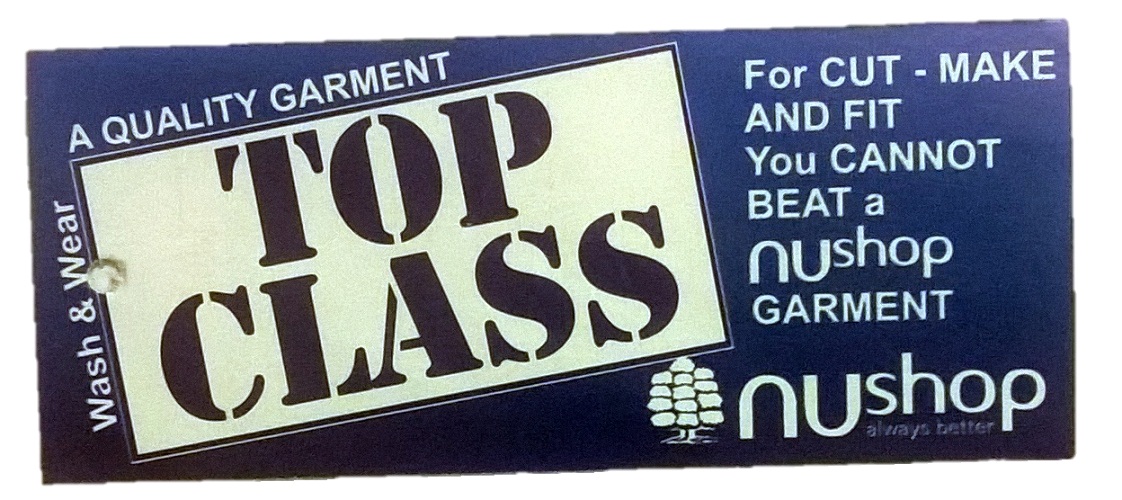 A QUALITY GARMENT
Wash & Wear
TOP
CLASS
For CUT - MAKE
AND FIT
You CANNOT
BEAT a
nushop
GARMENT
nushop
always better